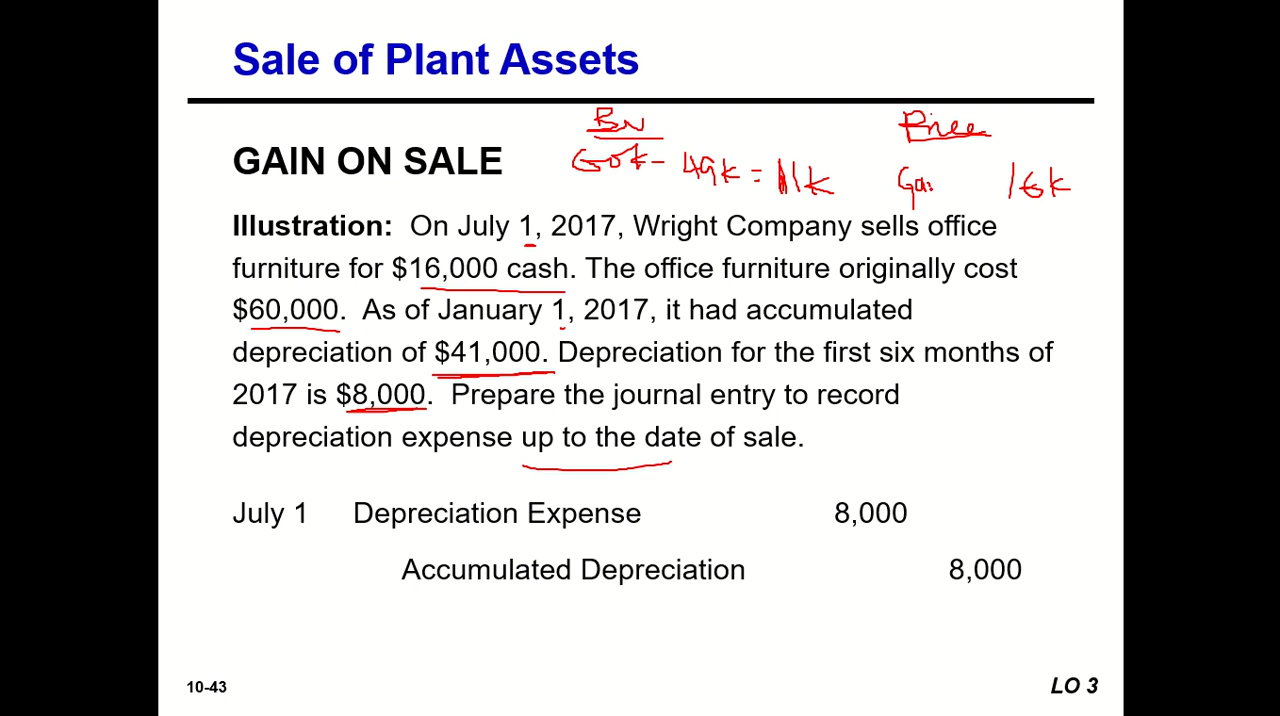 Sale of Plant Assets
BV
Price
GAIN ON SALE
60k - 49k = 11k
Gai 16k
Illustration: On July 1, 2017, Wright Company sells office
furniture for $16,000 cash. The office furniture originally cost
$60,000. As of January 1, 2017, it had accumulated
depreciation of $41,000. Depreciation for the first six months of
2017 is $8,000. Prepare the journal entry to record
depreciation expense up to the date of sale.
July 1 Depreciation Expense 8,000
Accumulated Depreciation 8,000
10-43
LO 3